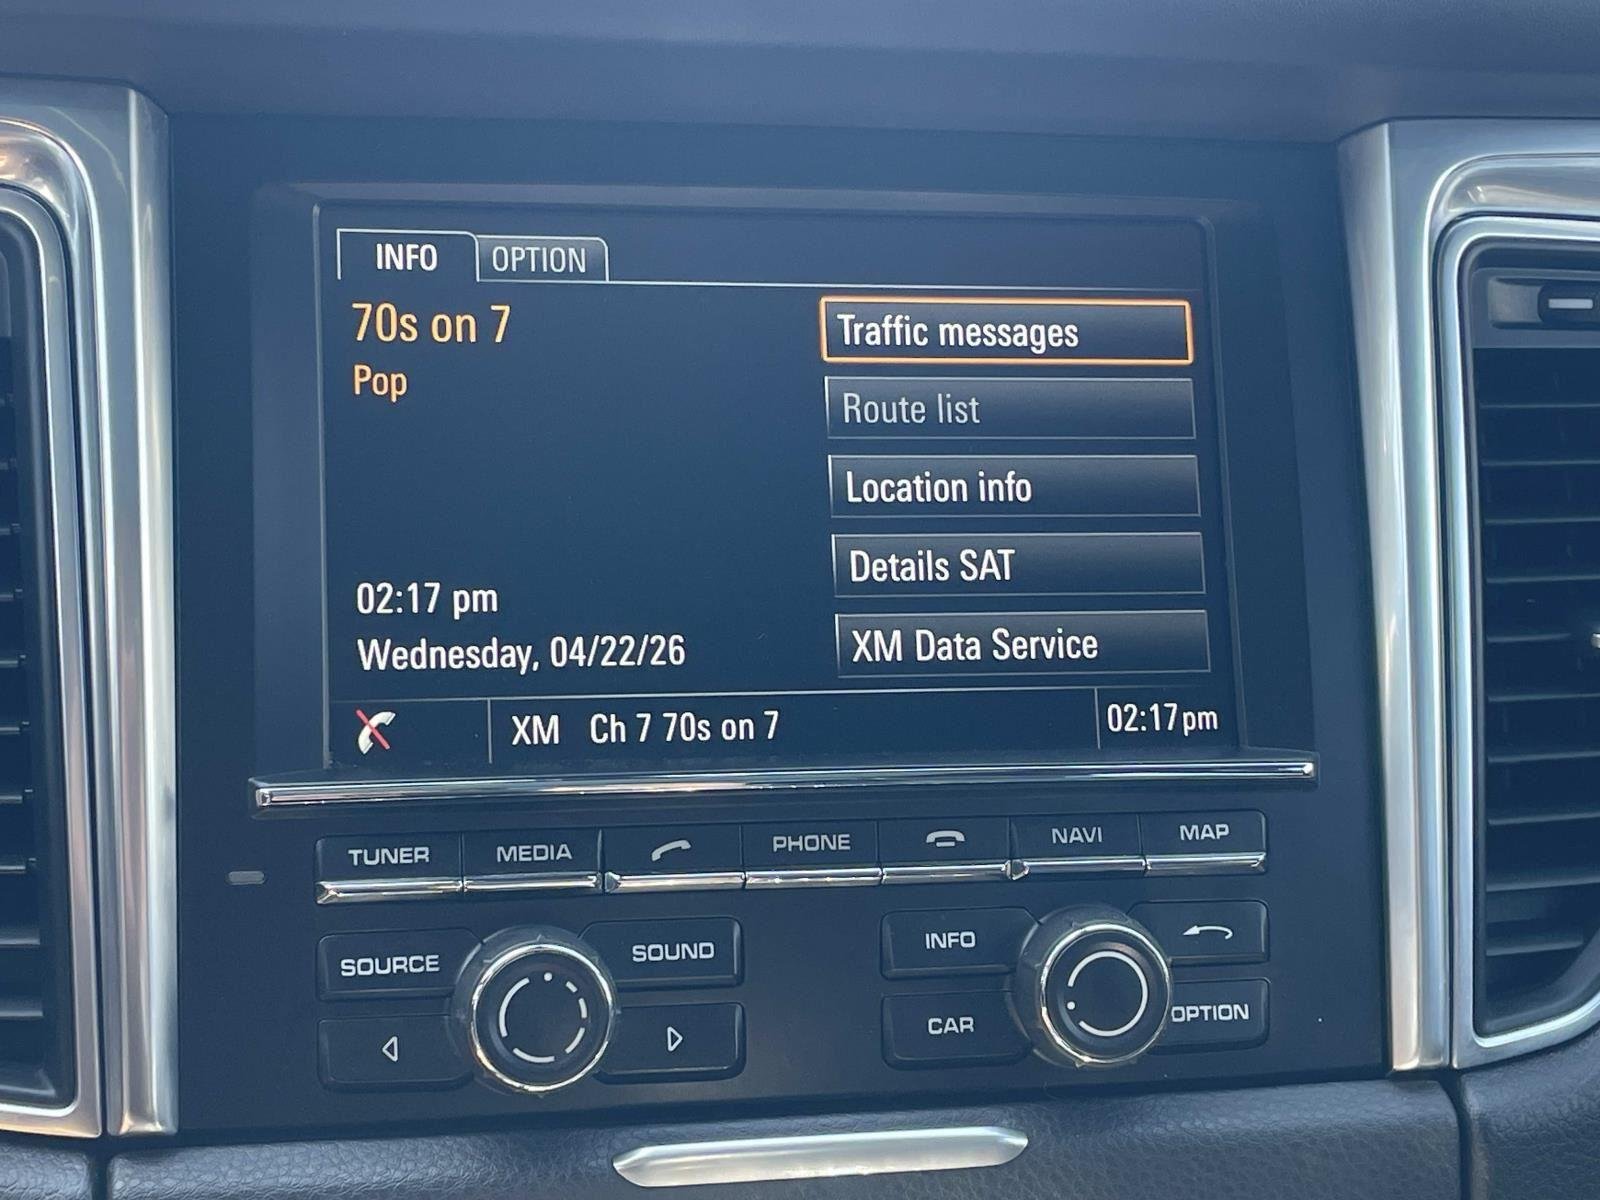 INFO OPTION
70s on 7
Pop
Traffic messages
Route list
Location info
Details SAT
XM Data Service
02:17 pm
Wednesday, 04/22/26
XM Ch 7 70s on 7 02:17pm
TUNER MEDIA PHONE NAVI MAP
SOURCE SOUND INFO
CAR OPTION